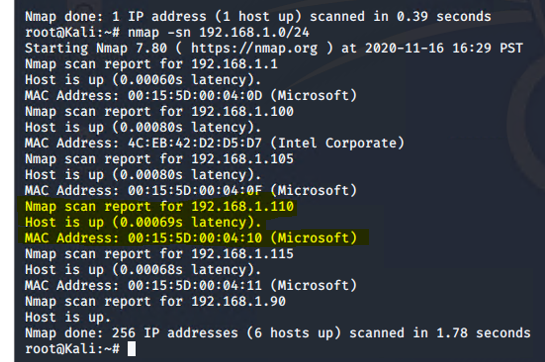 Nmap done: 1 IP address (1 host up) scanned in 0.39 seconds
root@Kali:~# nmap -sn 192.168.1.0/24
Starting Nmap 7.80 ( https://nmap.org ) at 2020-11-16 16:29 PST
Nmap scan report for 192.168.1.1
Host is up (0.00060s latency).
MAC Address: 00:15:5D:00:04:0D (Microsoft)
Nmap scan report for 192.168.1.100
Host is up (0.00080s latency).
MAC Address: 4C:EB:42:D2:D5:D7 (Intel Corporate)
Nmap scan report for 192.168.1.105
Host is up (0.00080s latency).
MAC Address: 00:15:5D:00:04:0F (Microsoft)
Nmap scan report for 192.168.1.110
Host is up (0.00069s latency).
MAC Address: 00:15:5D:00:04:10 (Microsoft)
Nmap scan report for 192.168.1.115
Host is up (0.00068s latency).
MAC Address: 00:15:5D:00:04:11 (Microsoft)
Nmap scan report for 192.168.1.90
Host is up.
Nmap done: 256 IP addresses (6 hosts up) scanned in 1.78 seconds
root@Kali:~#